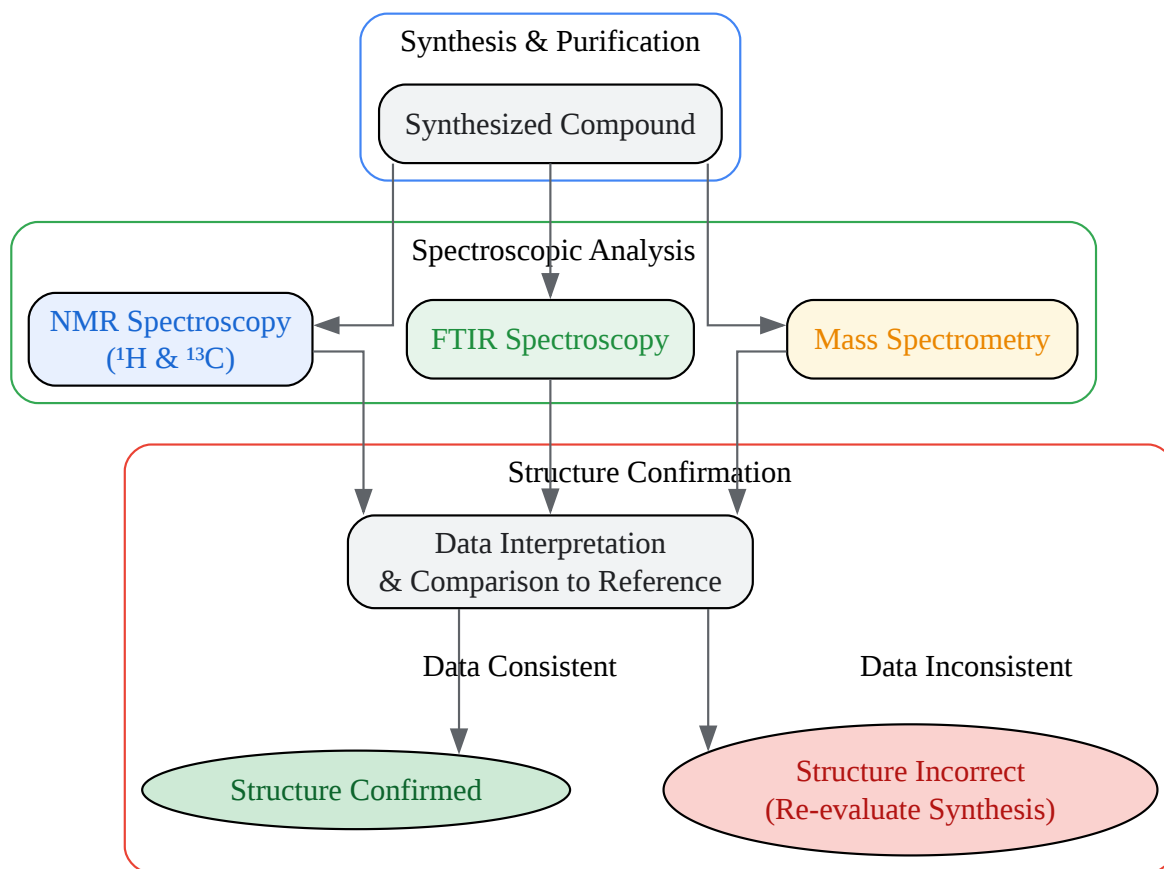 Synthesis & Purification
Synthesized Compound
Spectroscopic Analysis
NMR Spectroscopy
(¹H & ¹³C)
FTIR Spectroscopy
Mass Spectrometry
Structure Confirmation
Data Interpretation
& Comparison to Reference
Data Consistent
Data Inconsistent
Structure Confirmed
Structure Incorrect
(Re-evaluate Synthesis)